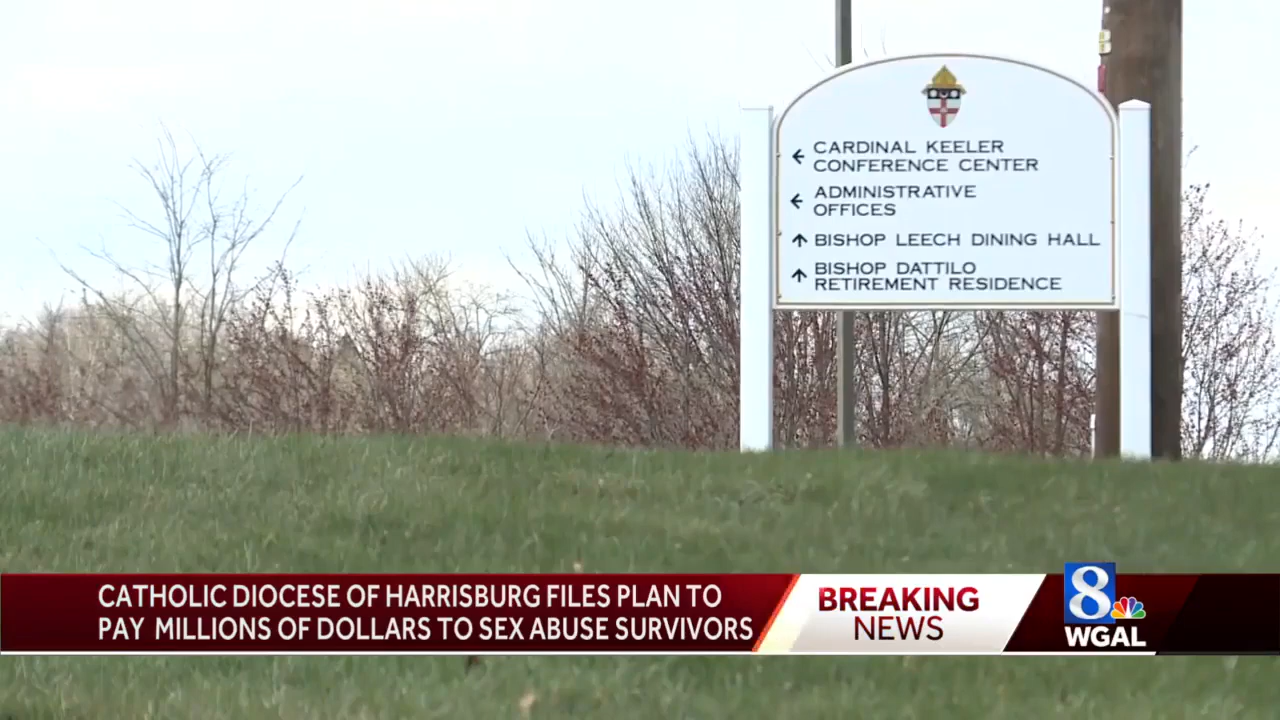 CARDINAL KEELER
CONFERENCE CENTER
ADMINISTRATIVE
OFFICES
BISHOP LEECH DINING HALL
BISHOP DATTILO
RETIREMENT RESIDENCE
CATHOLIC DIOCESE OF HARRISBURG FILES PLAN TO
PAY MILLIONS OF DOLLARS TO SEX ABUSE SURVIVORS
BREAKING
NEWS
8
WGAL